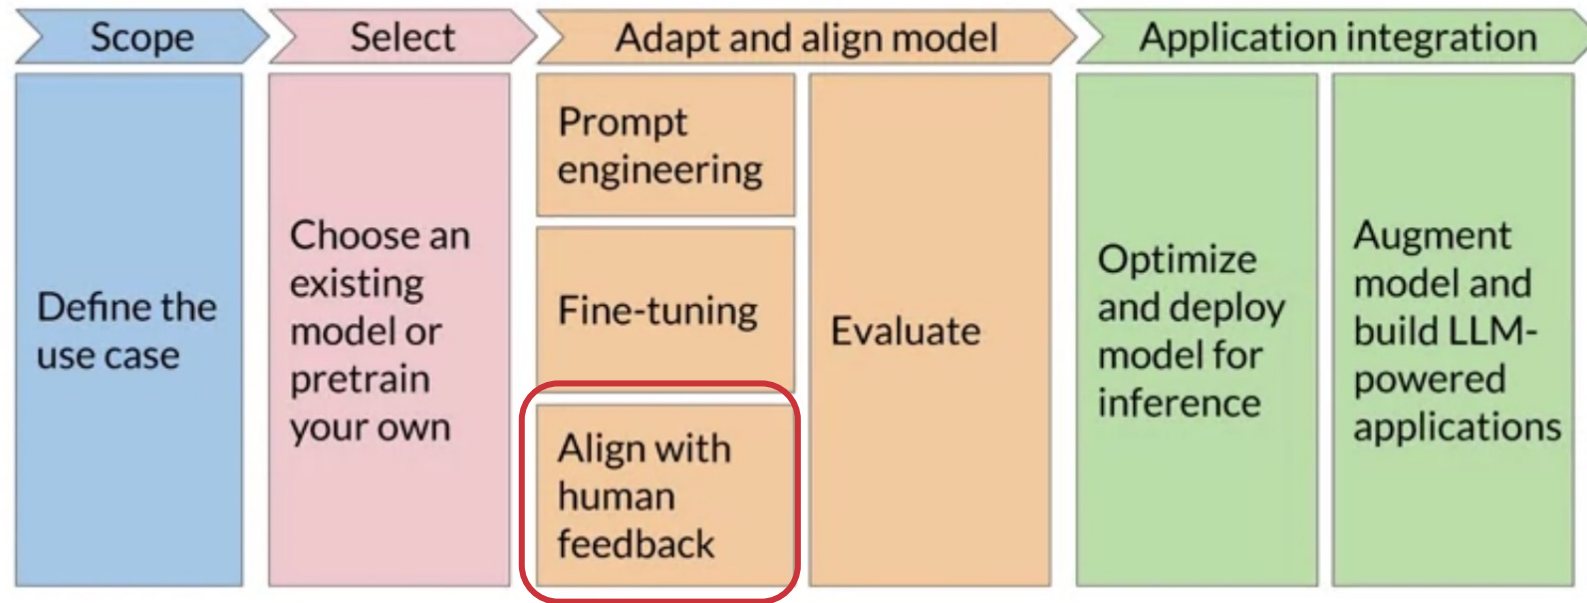 Scope
Select
Adapt and align model
Application integration
Define the
use case
Choose an
existing
model or
pretrain
your own
Prompt
engineering
Fine-tuning
Align with
human
feedback
Evaluate
Optimize
and deploy
model for
inference
Augment
model and
build LLM-
powered
applications